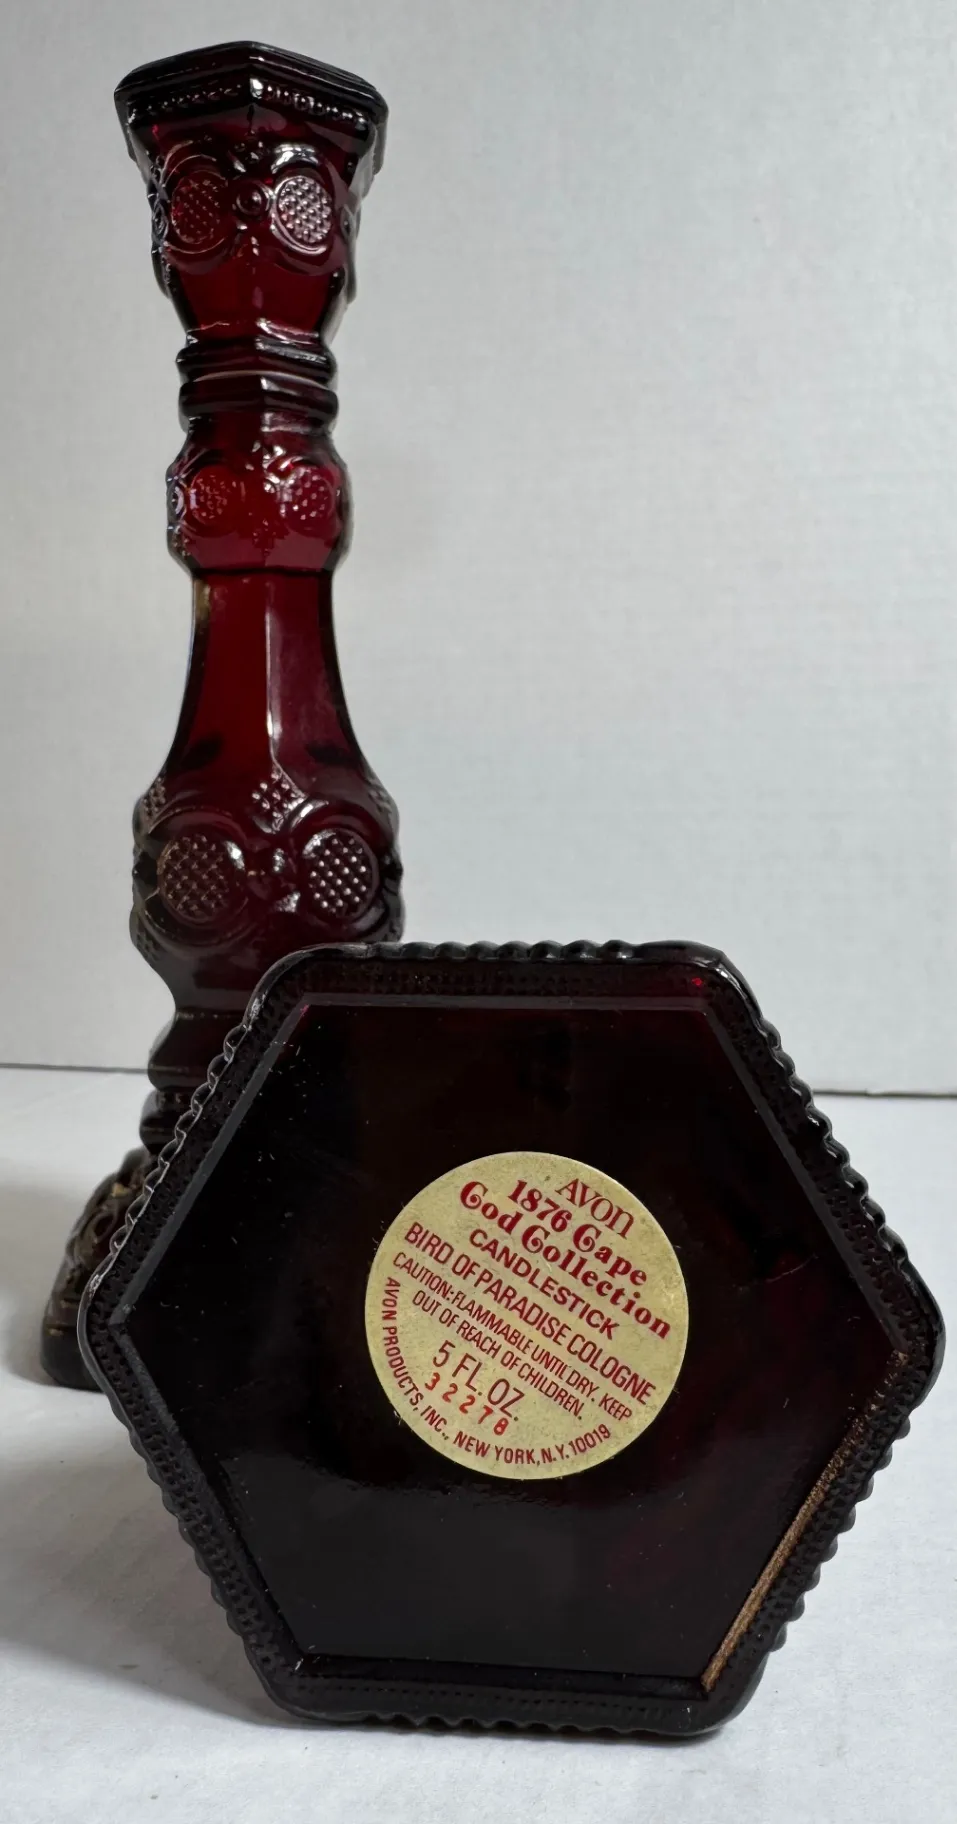 AVON
1876 Cape
Cod Collection
CANDLESTICK
BIRD OF PARADISE COLOGNE
CAUTION: FLAMMABLE UNTIL DRY. KEEP
OUT OF REACH OF CHILDREN.
5 FL. OZ.
32278
AVON PRODUCTS, INC., NEW YORK, N.Y. 10019